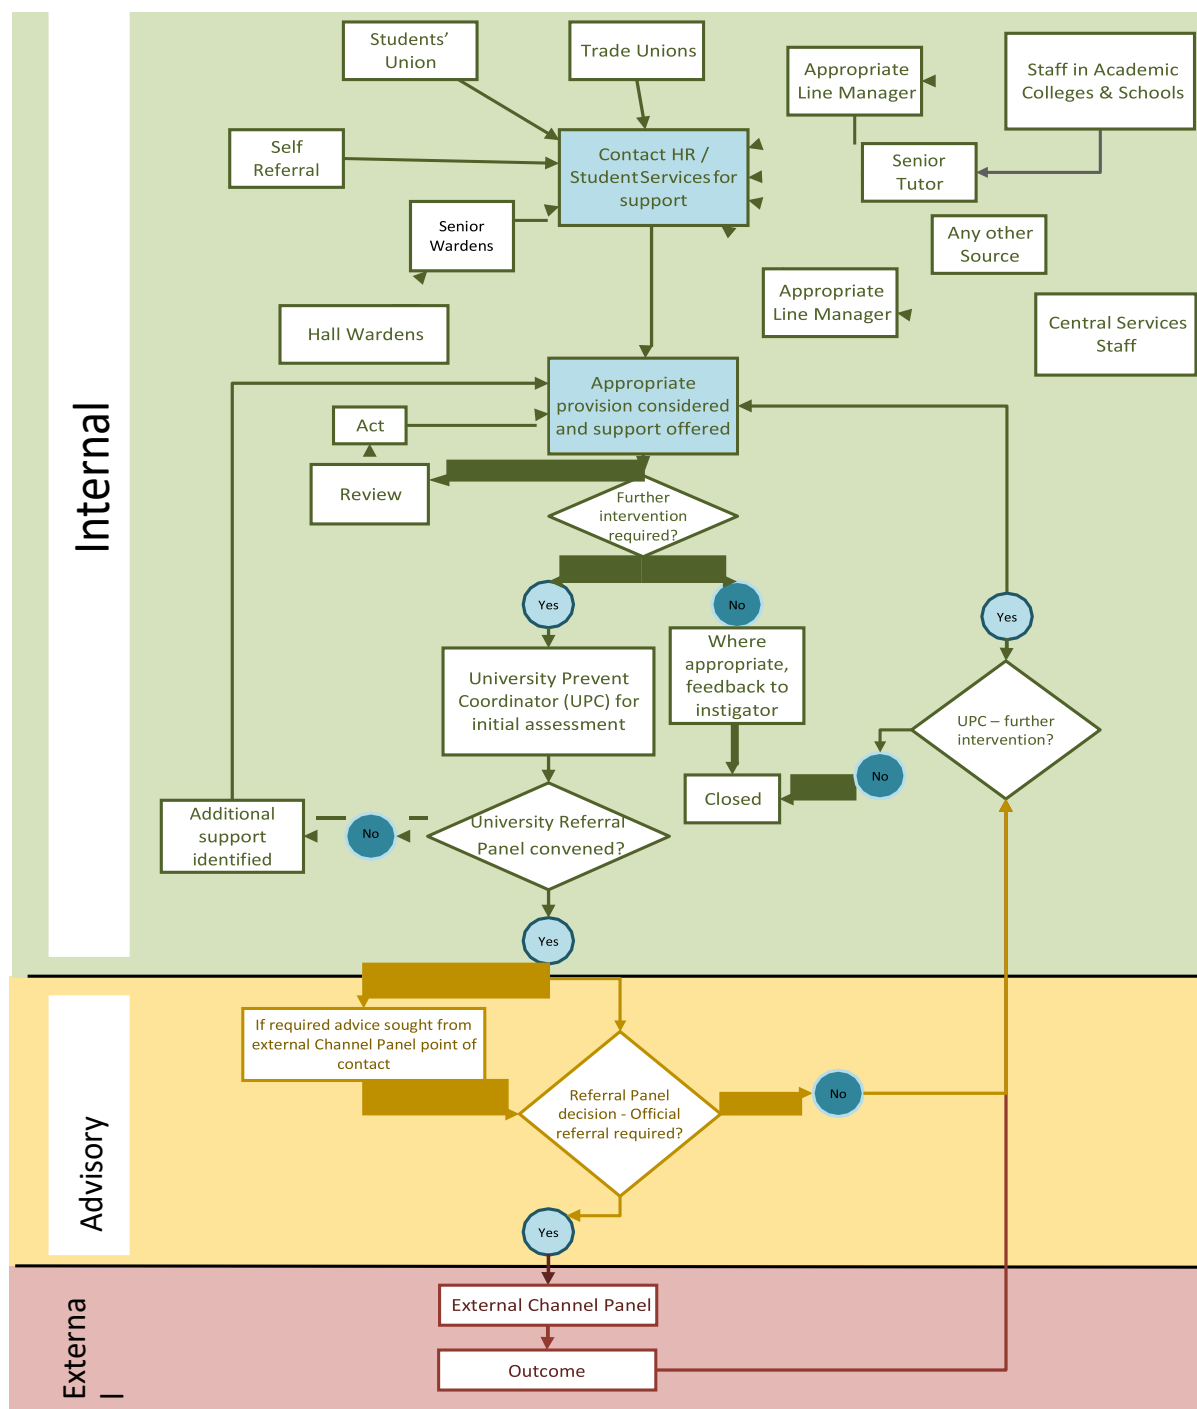 Internal
Students’
Union
Trade Unions
Appropriate
Line Manager
Staff in Academic
Colleges & Schools
Self
Referral
Contact HR /
Student Services for
support
Senior
Tutor
Senior
Wardens
Any other
Source
Hall Wardens
Appropriate
Line Manager
Central Services
Staff
Appropriate
provision considered
and support offered
Act
Review
Further
intervention
required?
Yes
No
Yes
University Prevent
Coordinator (UPC) for
initial assessment
Where
appropriate,
feedback to
instigator
UPC – further
intervention?
No
Closed
Additional
support
identified
No
University Referral
Panel convened?
Yes
Advisory
If required advice sought from
external Channel Panel point of
contact
Referral Panel
decision - Official
referral required?
No
Yes
Externa
l
External Channel Panel
Outcome